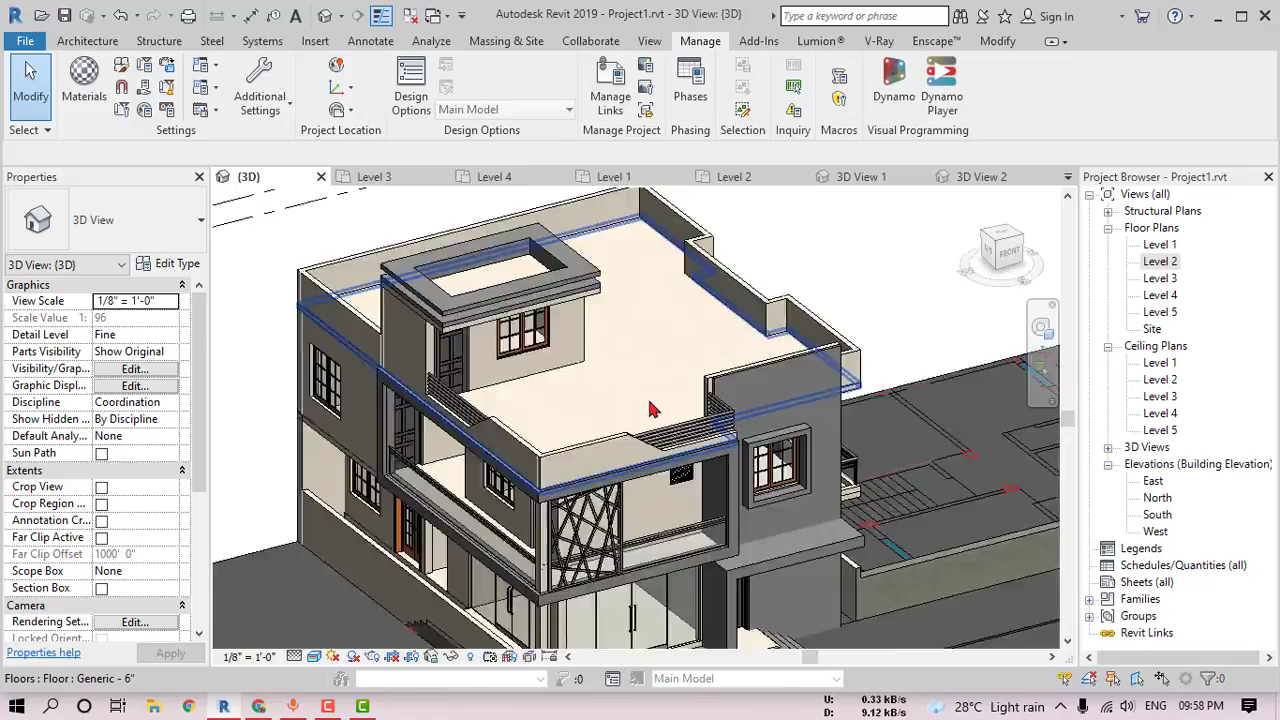 Autodesk Revit 2019 - Project1.rvt - 3D View: {3D}
Type a keyword or phrase
Sign In
File Architecture Structure Steel Systems Insert Annotate Analyze Massing & Site Collaborate View Manage Add-Ins Lumion® V-Ray Enscape™ Modify
Modify
Materials
Additional Settings
Design Options
Main Model
Manage Links
Phases
Dynamo
Dynamo Player
Select
Settings
Project Location
Design Options
Manage Project
Phasing
Selection
Inquiry
Macros
Visual Programming
Properties
{3D}
Level 3
Level 4
Level 1
Level 2
3D View 1
3D View 2
Project Browser - Project1.rvt
3D View
3D View: {3D}
Edit Type
Graphics
View Scale 1/8" = 1'-0"
Scale Value 1: 96
Detail Level Fine
Parts Visibility Show Original
Visibility/Grap... Edit...
Graphic Displ... Edit...
Discipline Coordination
Show Hidden ... By Discipline
Default Analy... None
Sun Path
Extents
Crop View
Crop Region ...
Annotation Cr...
Far Clip Active
Far Clip Offset 1000' 0"
Scope Box None
Section Box
Camera
Rendering Set... Edit...
Locked Orient...
Properties help
Apply
FRONT
Views (all)
Structural Plans
Floor Plans
Level 1
Level 2
Level 3
Level 4
Level 5
Site
Ceiling Plans
Level 1
Level 2
Level 3
Level 4
Level 5
3D Views
Elevations (Building Elevation)
East
North
South
West
Legends
Schedules/Quantities (all)
Sheets (all)
Families
Groups
Revit Links
1/8" = 1'-0"
Floors : Floor : Generic - 6"
:0
Main Model
:0
U: 0.33 kB/s
D: 9.12 kB/s
28°C Light rain
ENG
09:58 PM